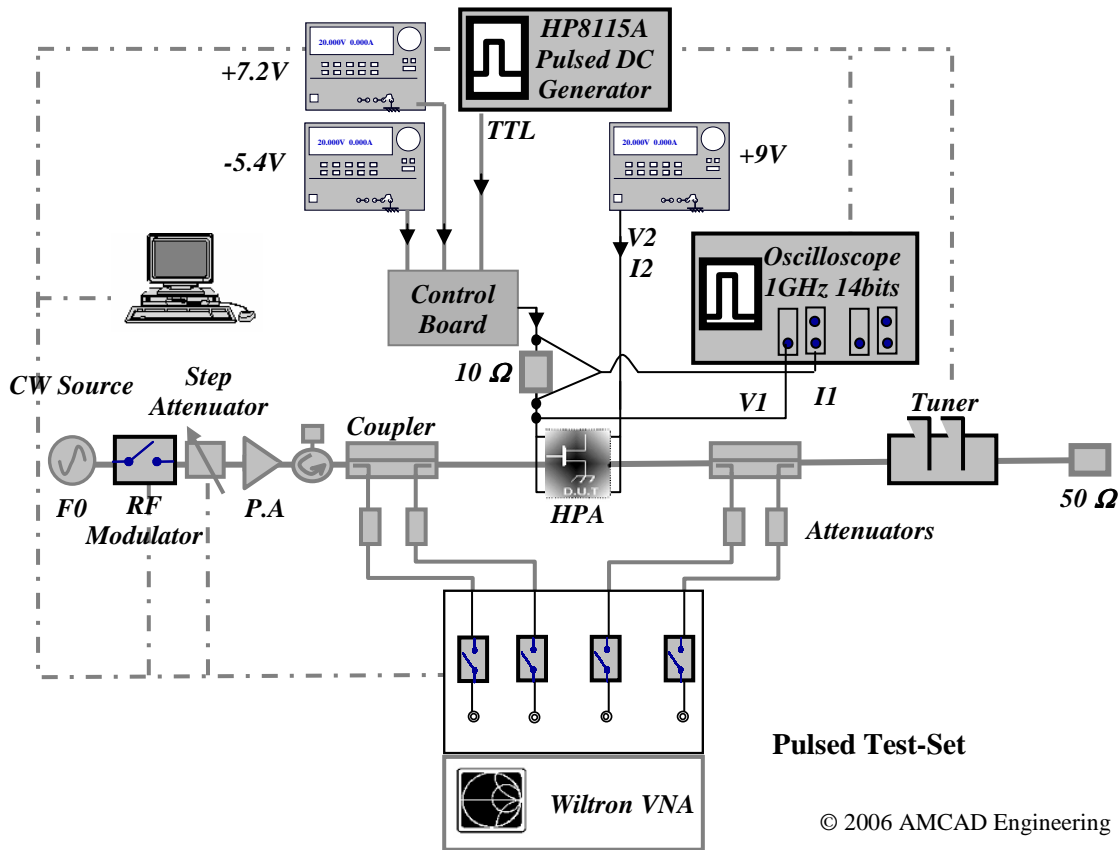 HP8115A
Pulsed DC
Generator
20.000V 0.000A
+7.2V
TTL
20.000V 0.000A
-5.4V
20.000V 0.000A
+9V
V2
I2
Oscilloscope
1GHz 14bits
Control
Board
10 Ω
V1
I1
CW Source
Step
Attenuator
Coupler
Tuner
F0
RF
Modulator
P.A
D.U.T
HPA
Attenuators
50 Ω
Pulsed Test-Set
Wiltron VNA
© 2006 AMCAD Engineering